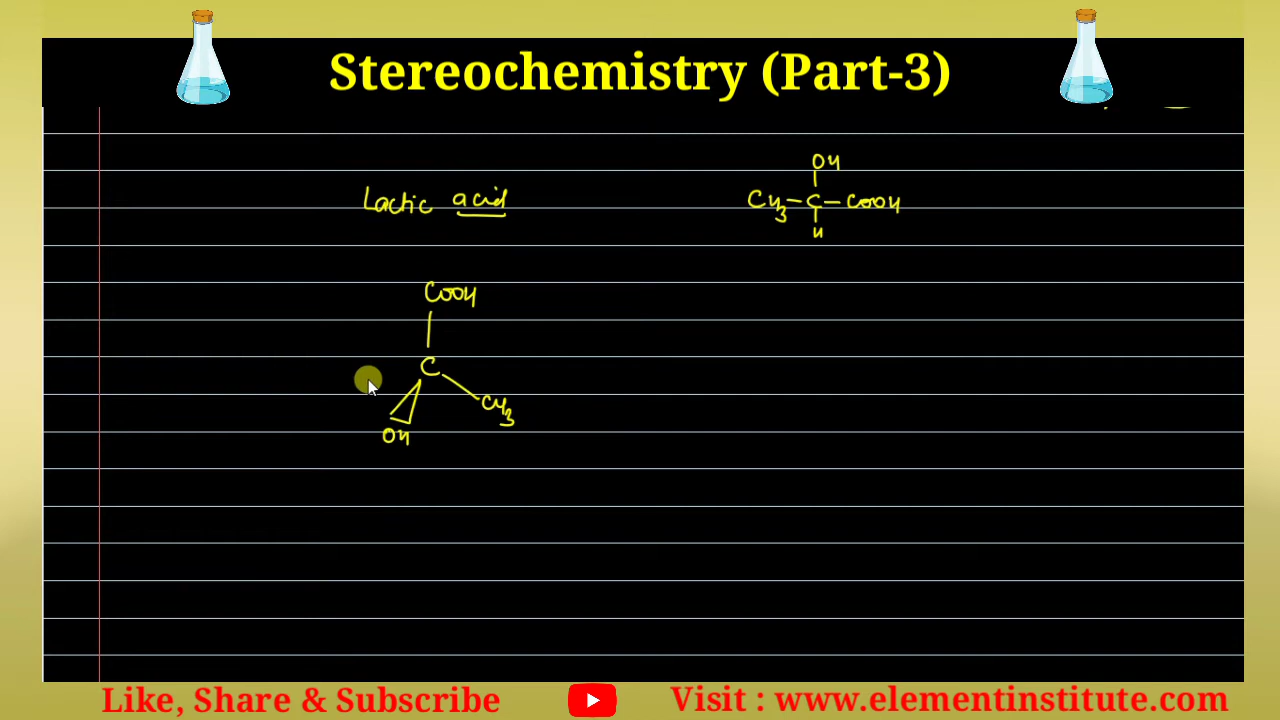 Stereochemistry (Part-3)
OH
Lactic acid
CH3-C-COOH
H
COOH
C
CH3
OH
Like, Share & Subscribe
Visit : www.elementinstitute.com